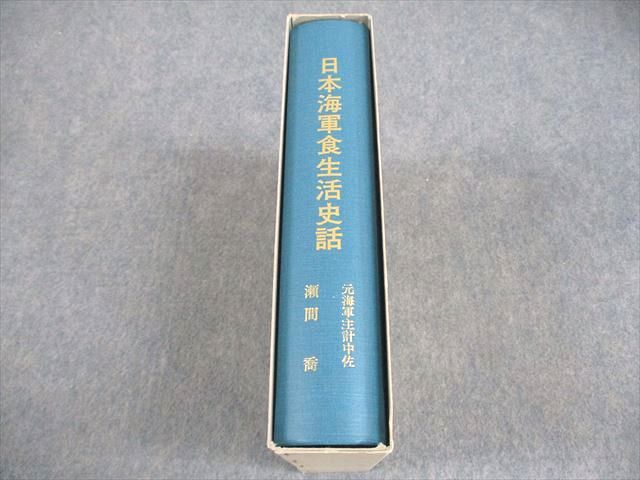 日本海軍食生活史話
元海軍主計中佐
瀬間 喬